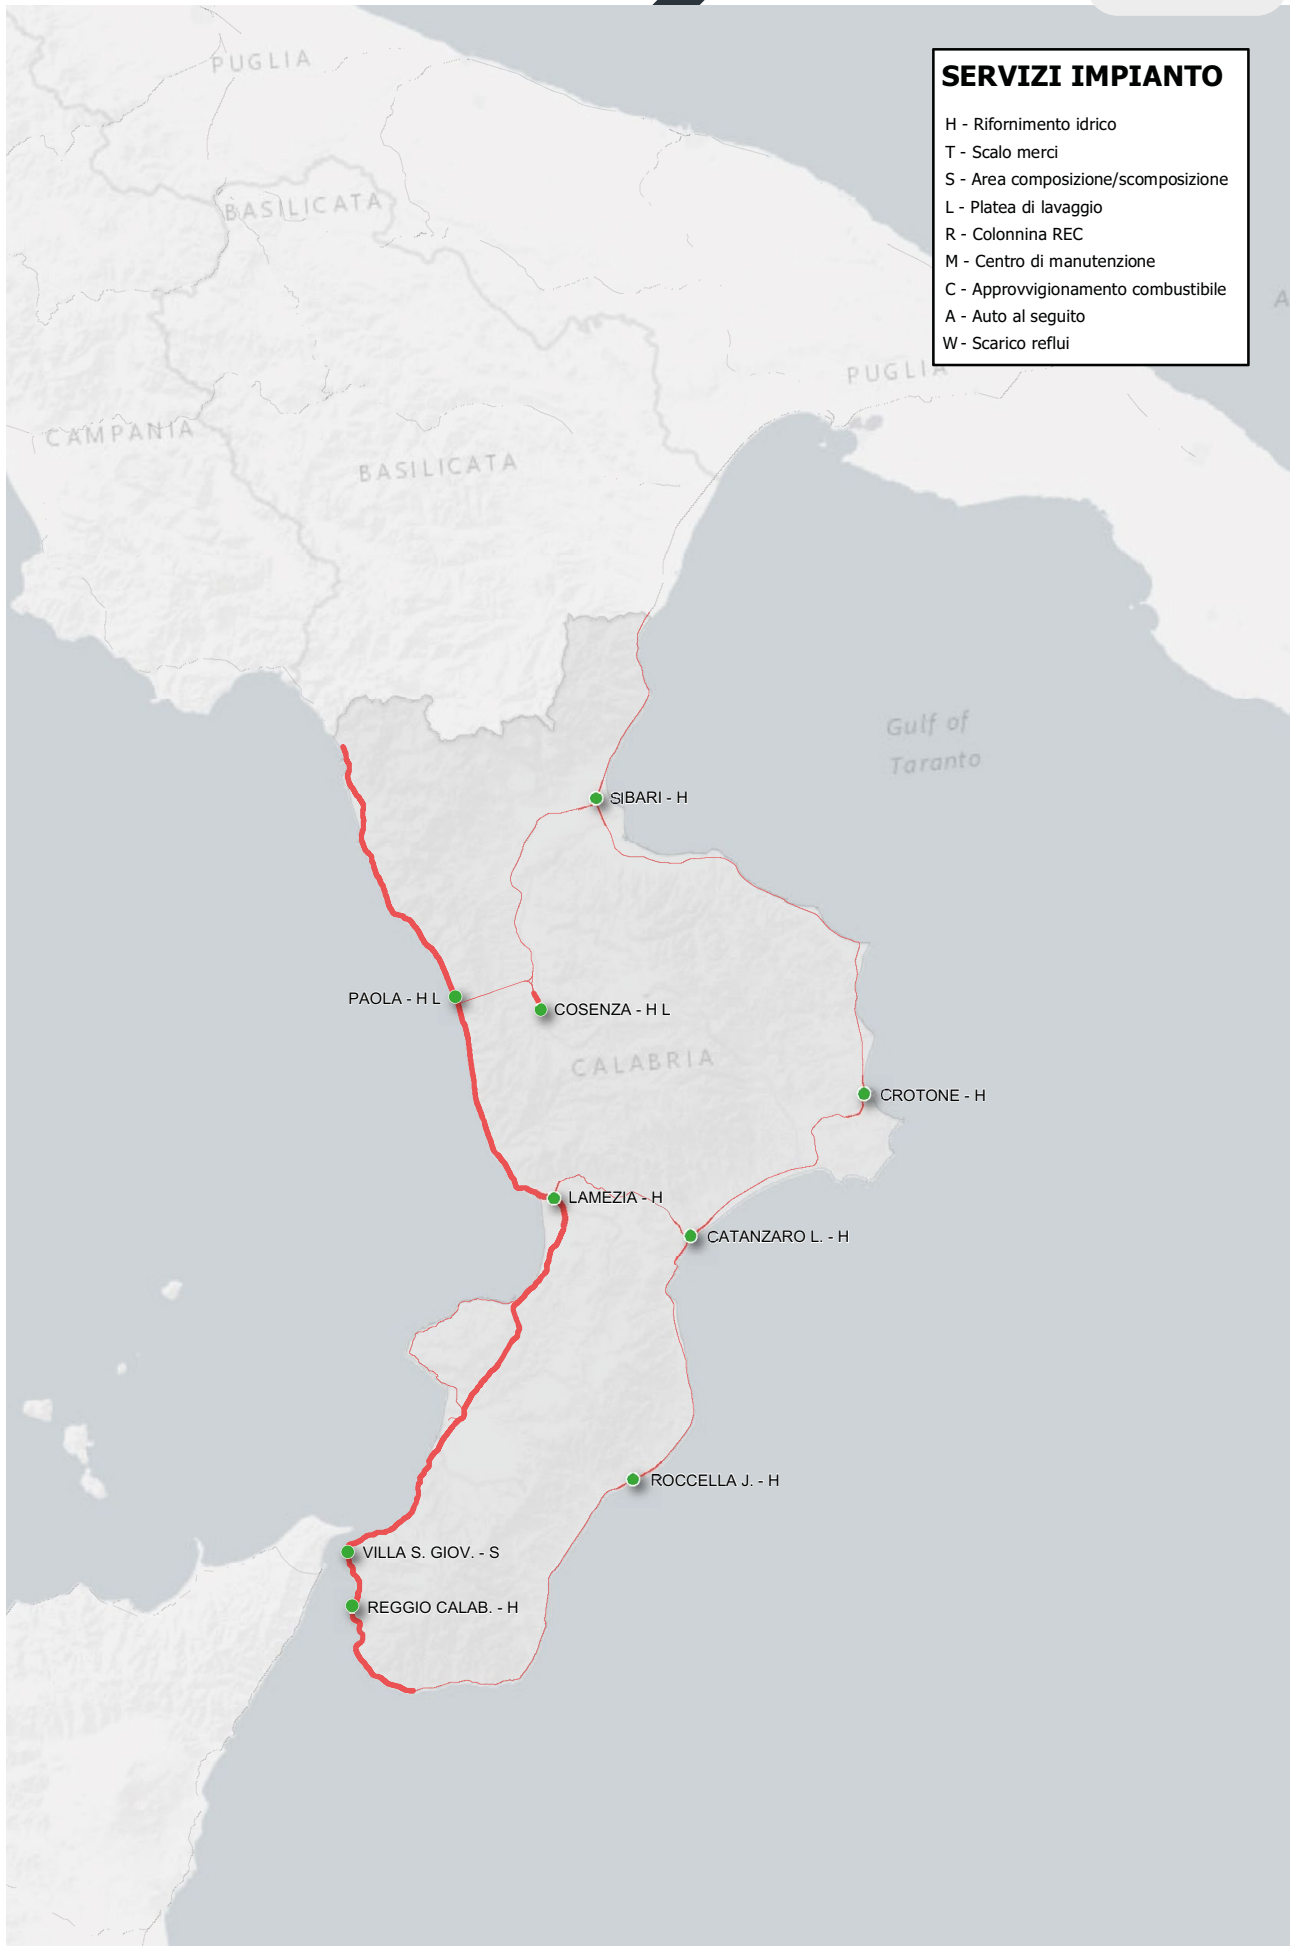 PUGLIA
SERVIZI IMPIANTO
H - Rifornimento idrico
T - Scalo merci
S - Area composizione/scomposizione
L - Platea di lavaggio
R - Colonnina REC
M - Centro di manutenzione
C - Approvvigionamento combustibile
A - Auto al seguito
W - Scarico reflui
BASILICATA
A
PUGLIA
CAMPANIA
BASILICATA
Gulf of
Taranto
SIBARI - H
PAOLA - H L
COSENZA - H L
CALABRIA
CROTONE - H
LAMEZIA - H
CATANZARO L. - H
ROCCELLA J. - H
VILLA S. GIOV. - S
REGGIO CALAB. - H